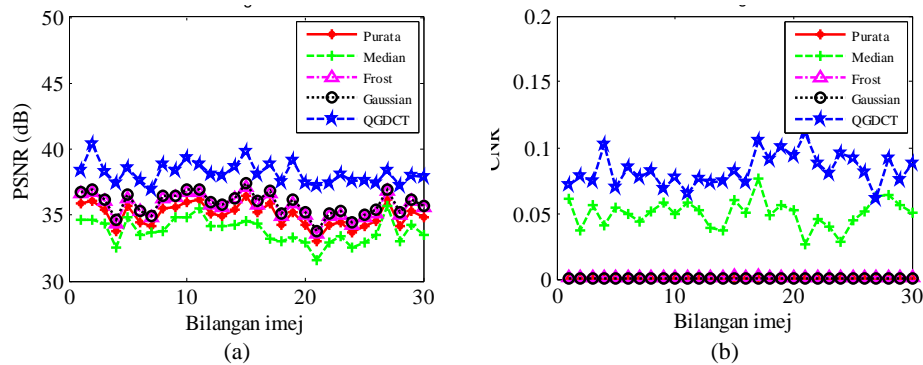 50
45
40
35
30
PSNR (dB)
0
10
20
30
Bilangan imej
Purata
Median
Frost
Gaussian
QGDCT
(a)
0.2
0.15
0.1
0.05
0
CNR
0
10
20
30
Bilangan imej
Purata
Median
Frost
Gaussian
QGDCT
(b)